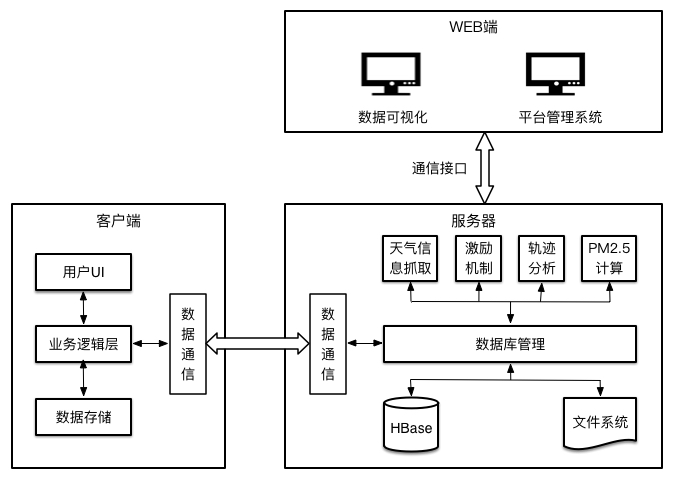 WEB端
数据可视化
平台管理系统
通信接口
客户端
用户UI
业务逻辑层
数据存储
数
据
通
信
服务器
天气信
息抓取
激励
机制
轨迹
分析
PM2.5
计算
数
据
通
信
数据库管理
HBase
文件系统